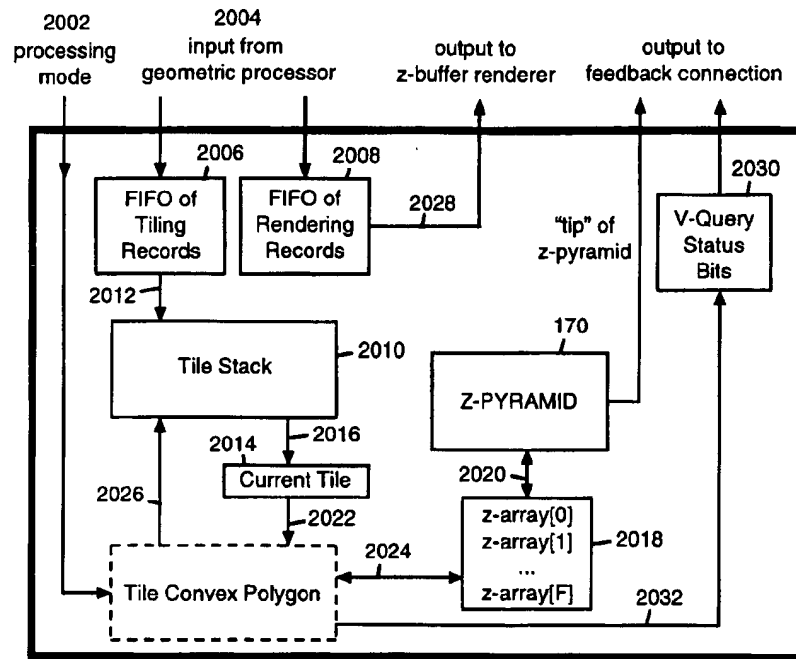 2002
processing
mode
2004
input from
geometric processor
output to
z-buffer renderer
output to
feedback connection
2006
FIFO of
Tiling
Records
2008
FIFO of
Rendering
Records
2028
"tip" of
z-pyramid
2030
V-Query
Status
Bits
2012
Tile Stack
2010
170
Z-PYRAMID
2016
2014
Current Tile
2020
2026
2022
z-array[0]
z-array[1]
...
z-array[F]
2018
2024
Tile Convex Polygon
2032